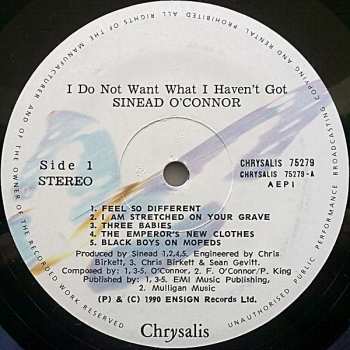 I Do Not Want What I Haven't Got
SINEAD O'CONNOR
Side 1
STEREO
CHRYSALIS 75279
CHRYSALIS 75279-A
AEPI
1. FEEL SO DIFFERENT
2. I AM STRETCHED ON YOUR GRAVE
3. THREE BABIES
4. THE EMPEROR'S NEW CLOTHES
5. BLACK BOYS ON MOPEDS
Produced by Sinead 1,2,4,5. Engineered by Chris
Birkett, 3. Chris Birkett & Sean Gevitt.
Composed by: 1, 3-5, O'Connor, 2. F. O'Connor/P. King
Published by: 1, 3-5. EMI Music Publishing,
2. Mulligan Music
(P) & (C) 1990 ENSIGN Records Ltd.
Chrysalis
ALL RIGHTS OF THE MANUFACTURER AND OF THE OWNER OF THE RECORDED WORK RESERVED
UNAUTHORISED PUBLIC PERFORMANCE BROADCASTING COPYING AND RENTAL PROHIBITED